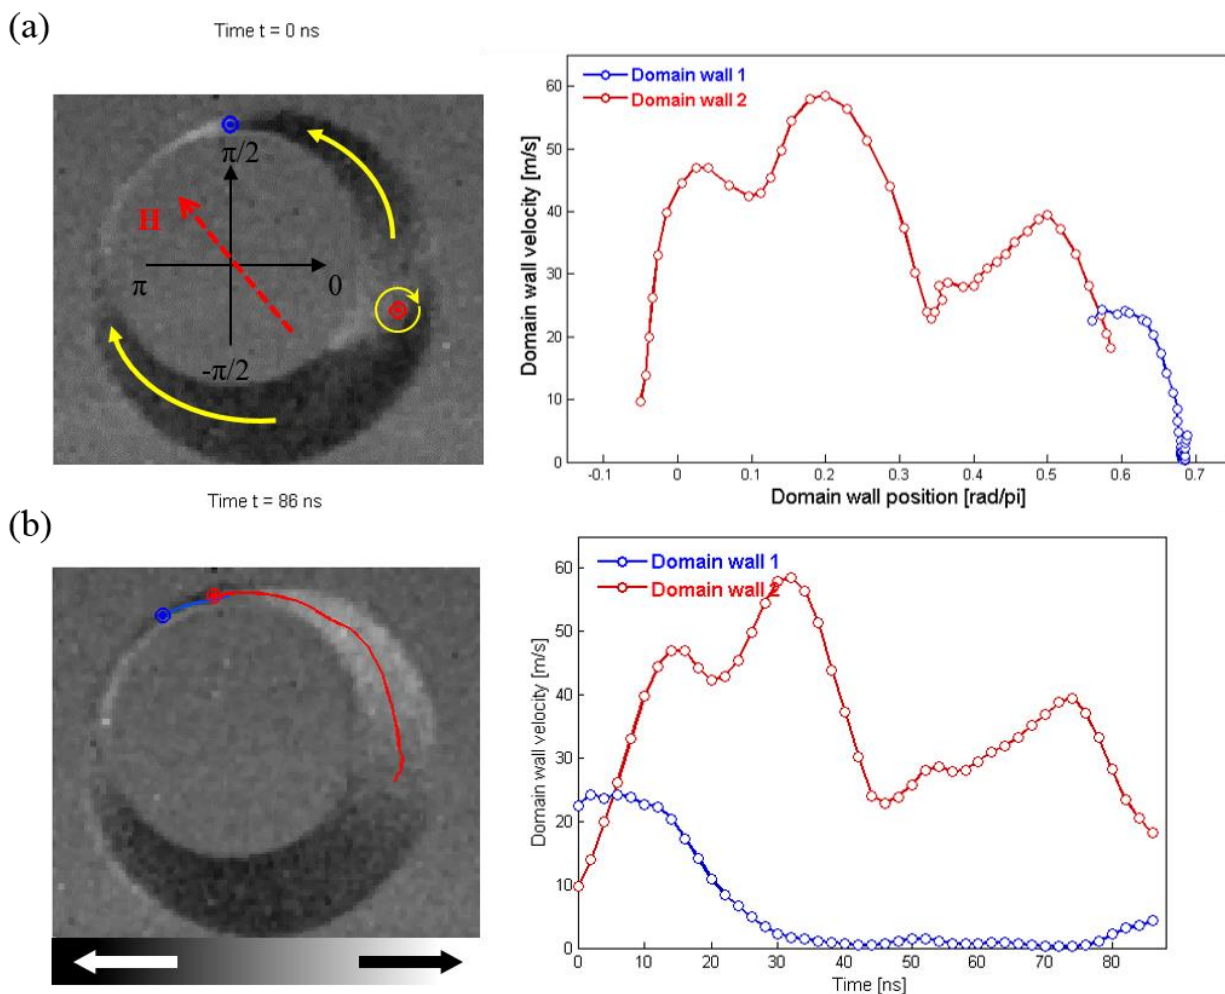 (a)
Time t = 0 ns
π/2
H
π
0
-π/2
Domain wall 1
Domain wall 2
Domain wall velocity [m/s]
60
50
40
30
20
10
0
-0.1
0
0.1
0.2
0.3
0.4
0.5
0.6
0.7
Domain wall position [rad/pi]
(b)
Time t = 86 ns
Domain wall 1
Domain wall 2
Domain wall velocity [m/s]
60
50
40
30
20
10
0
0
10
20
30
40
50
60
70
80
Time [ns]